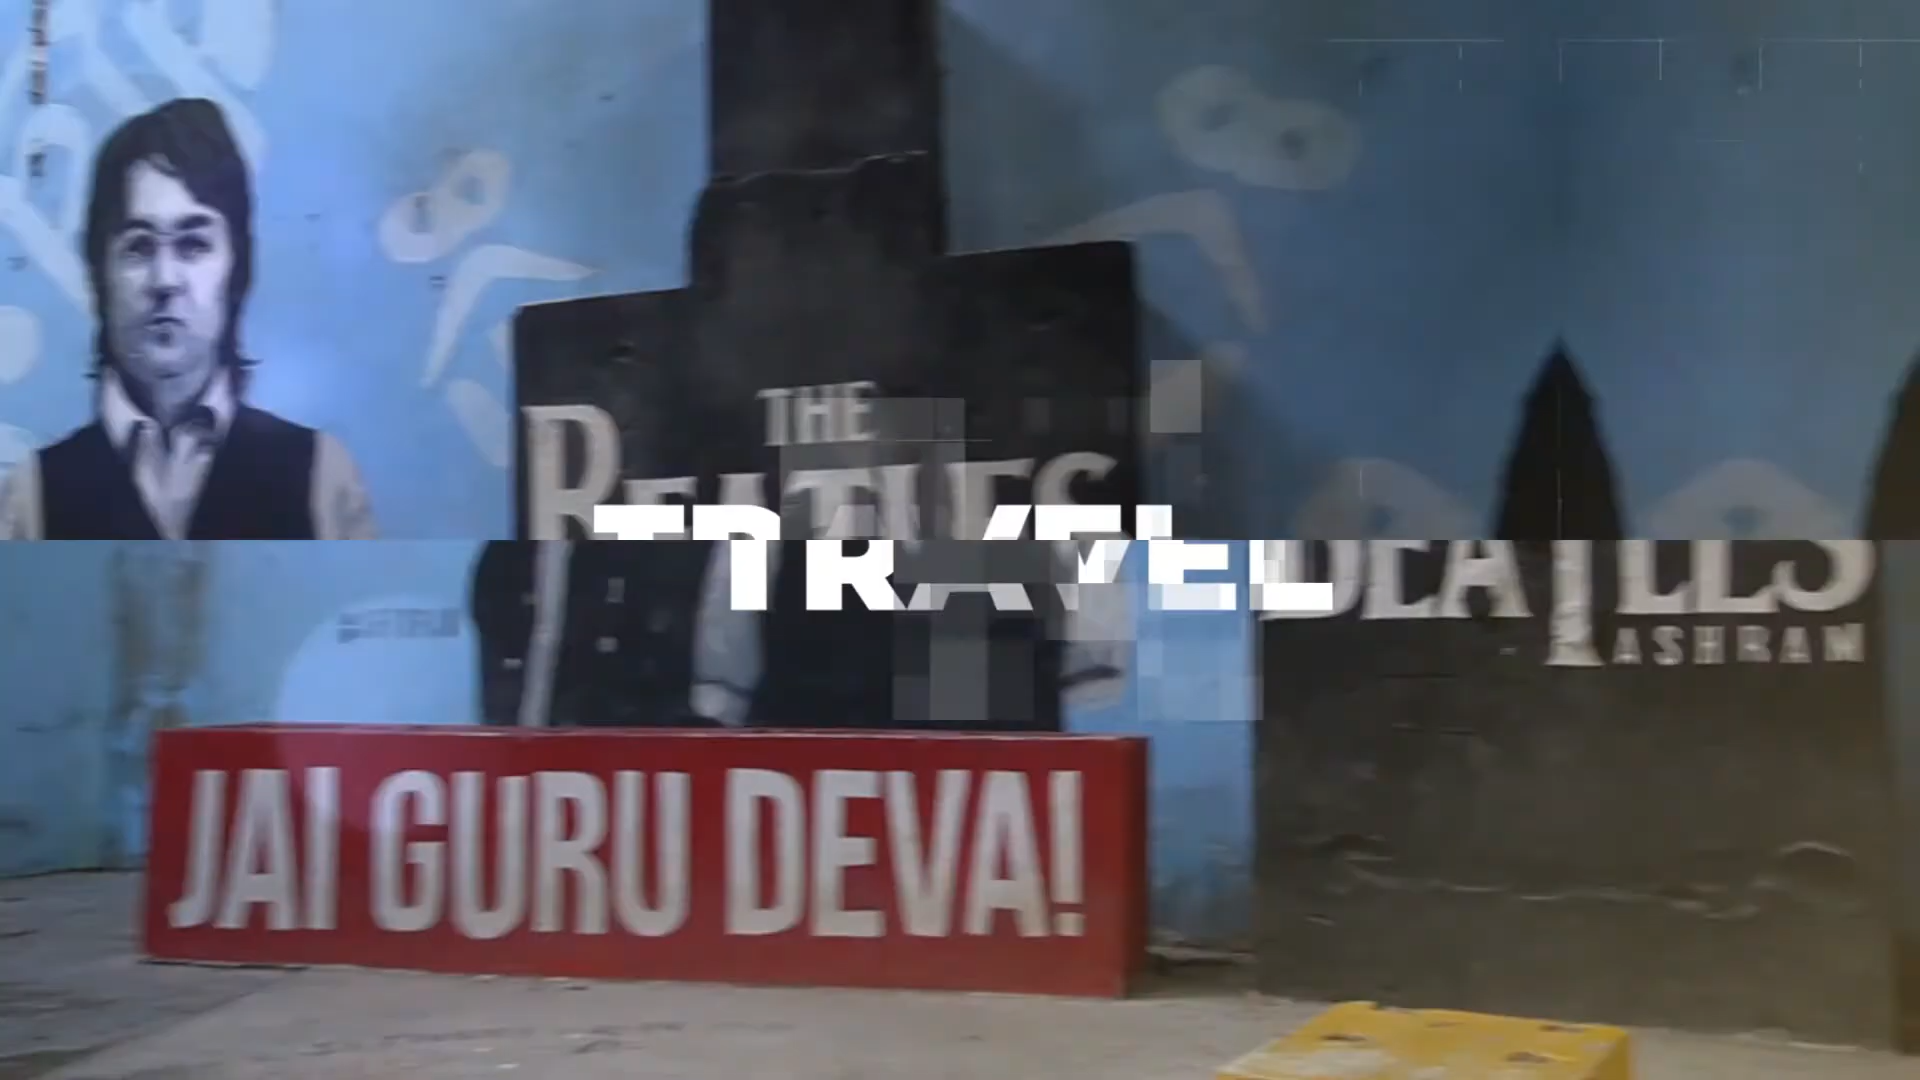 THE
BEATLES
TRAVEL
BEATLES
ASHRAM
JAI GURU DEVA!